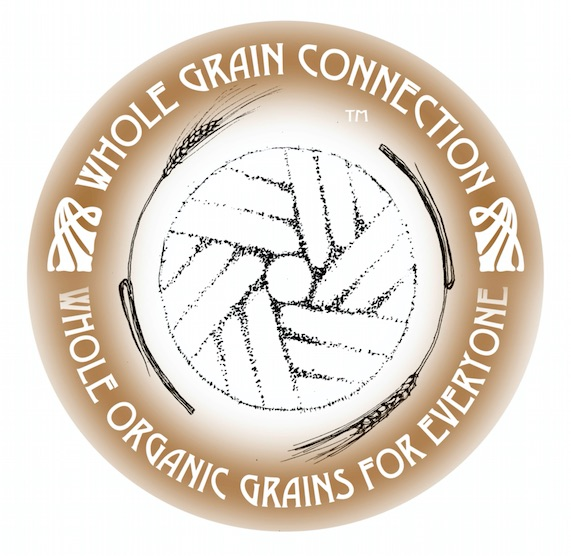 WHOLE GRAIN CONNECTION
TM
WHOLE ORGANIC GRAINS FOR EVERYONE